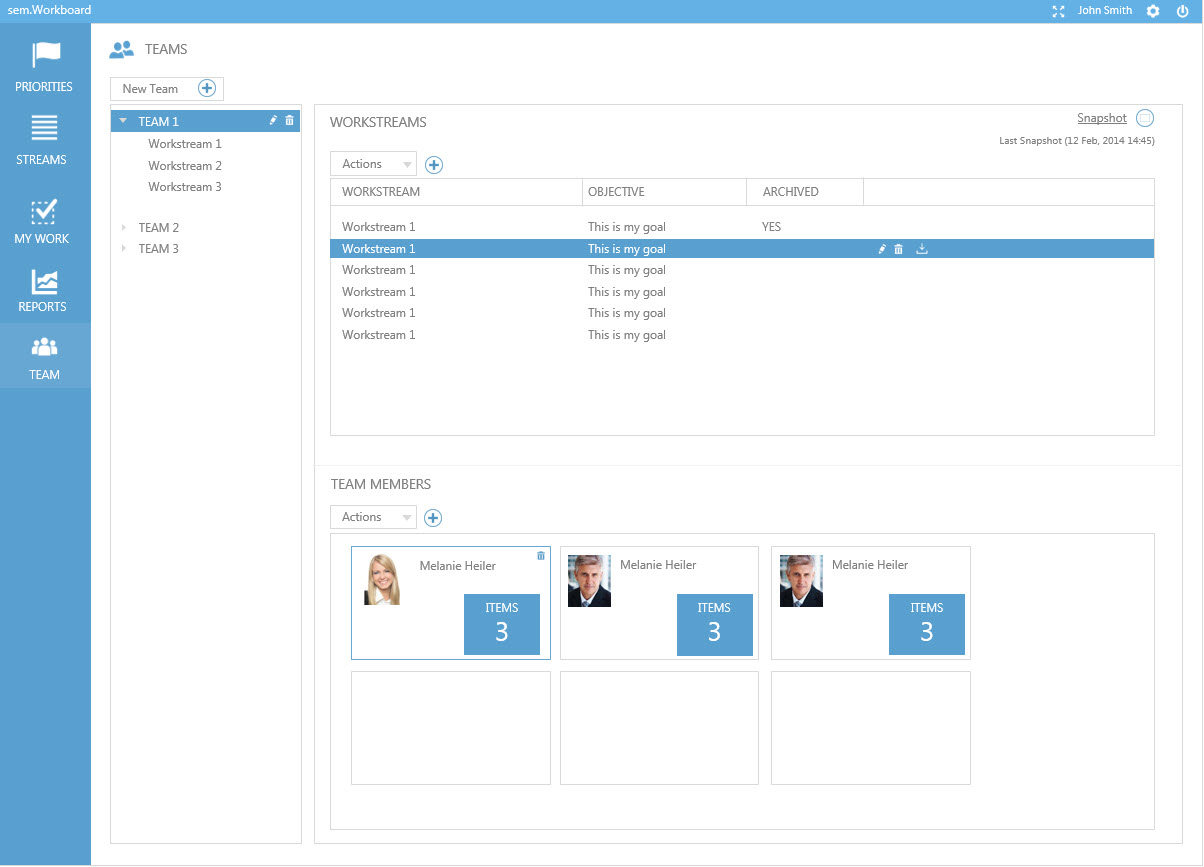 sem.Workboard
John Smith
PRIORITIES
STREAMS
MY WORK
REPORTS
TEAM
TEAMS
New Team
TEAM 1
Workstream 1
Workstream 2
Workstream 3
TEAM 2
TEAM 3
WORKSTREAMS
Snapshot
Last Snapshot (12 Feb, 2014 14:45)
Actions
WORKSTREAM OBJECTIVE ARCHIVED
Workstream 1 This is my goal YES
Workstream 1 This is my goal
Workstream 1 This is my goal
Workstream 1 This is my goal
Workstream 1 This is my goal
Workstream 1 This is my goal
TEAM MEMBERS
Actions
Melanie Heiler
ITEMS
3
Melanie Heiler
ITEMS
3
Melanie Heiler
ITEMS
3